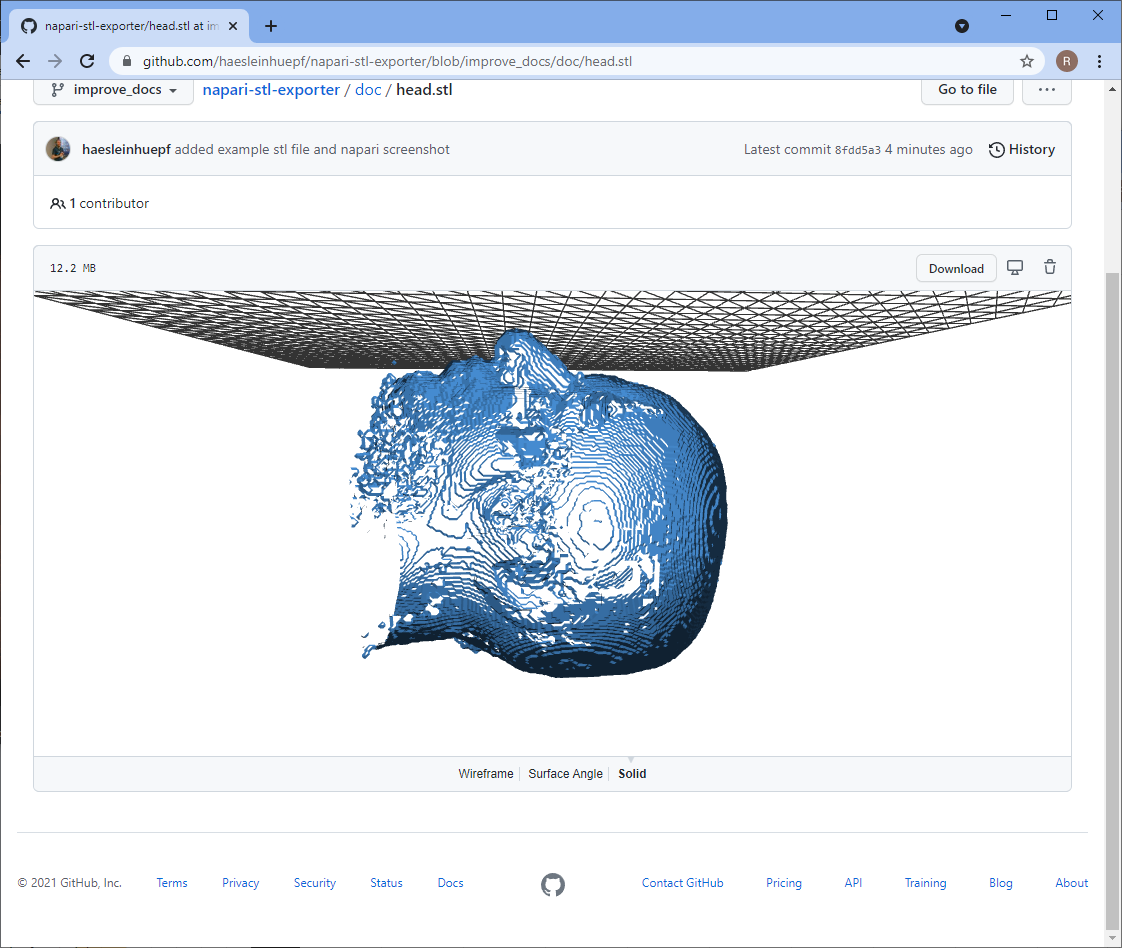 napari-stl-exporter/head.stl at im
github.com/haesleinhuepf/napari-stl-exporter/blob/improve_docs/doc/head.stl
R
improve_docs napari-stl-exporter / doc / head.stl Go to file ...
haesleinhuepf added example stl file and napari screenshot Latest commit 8fdd5a3 4 minutes ago History
1 contributor
12.2 MB Download
Wireframe Surface Angle Solid
© 2021 GitHub, Inc. Terms Privacy Security Status Docs Contact GitHub Pricing API Training Blog About